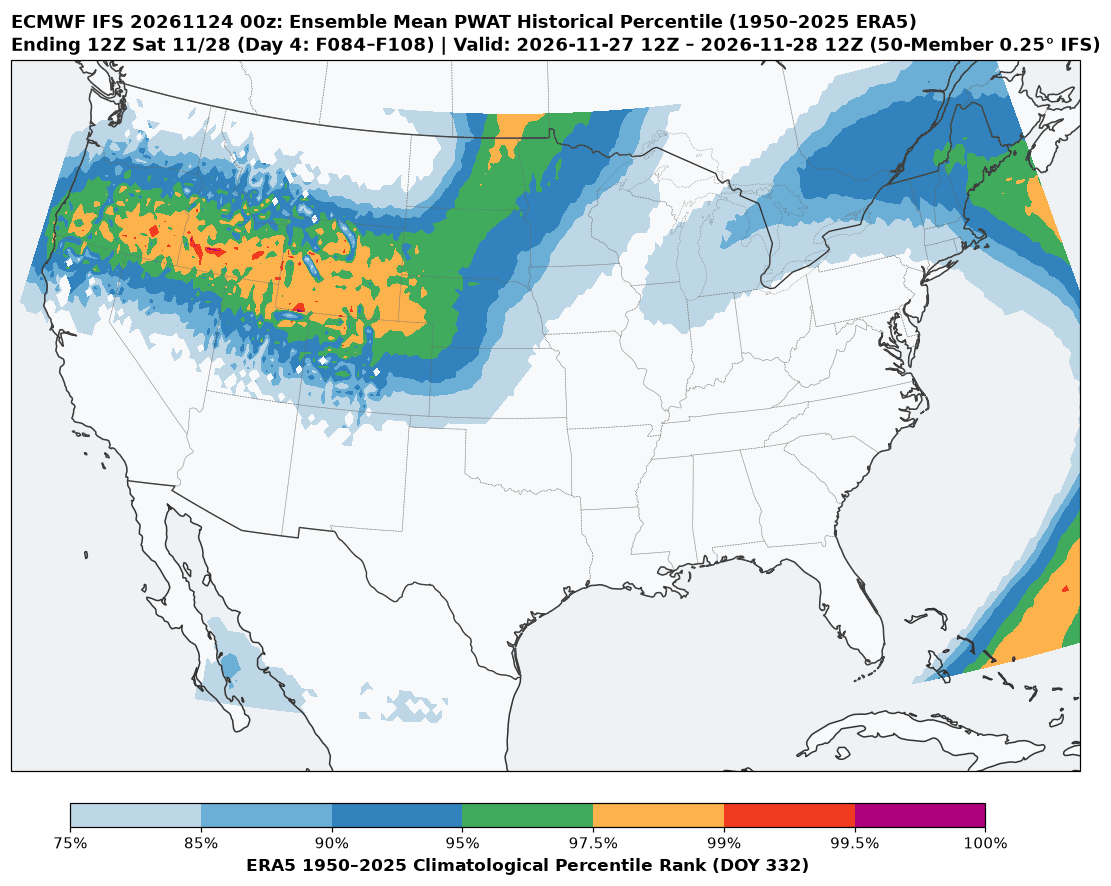 ECMWF IFS 20261124 00z: Ensemble Mean PWAT Historical Percentile (1950–2025 ERA5)
Ending 12Z Sat 11/28 (Day 4: F084–F108) | Valid: 2026-11-27 12Z – 2026-11-28 12Z (50-Member 0.25° IFS)
75% 85% 90% 95% 97.5% 99% 99.5% 100%
ERA5 1950–2025 Climatological Percentile Rank (DOY 332)